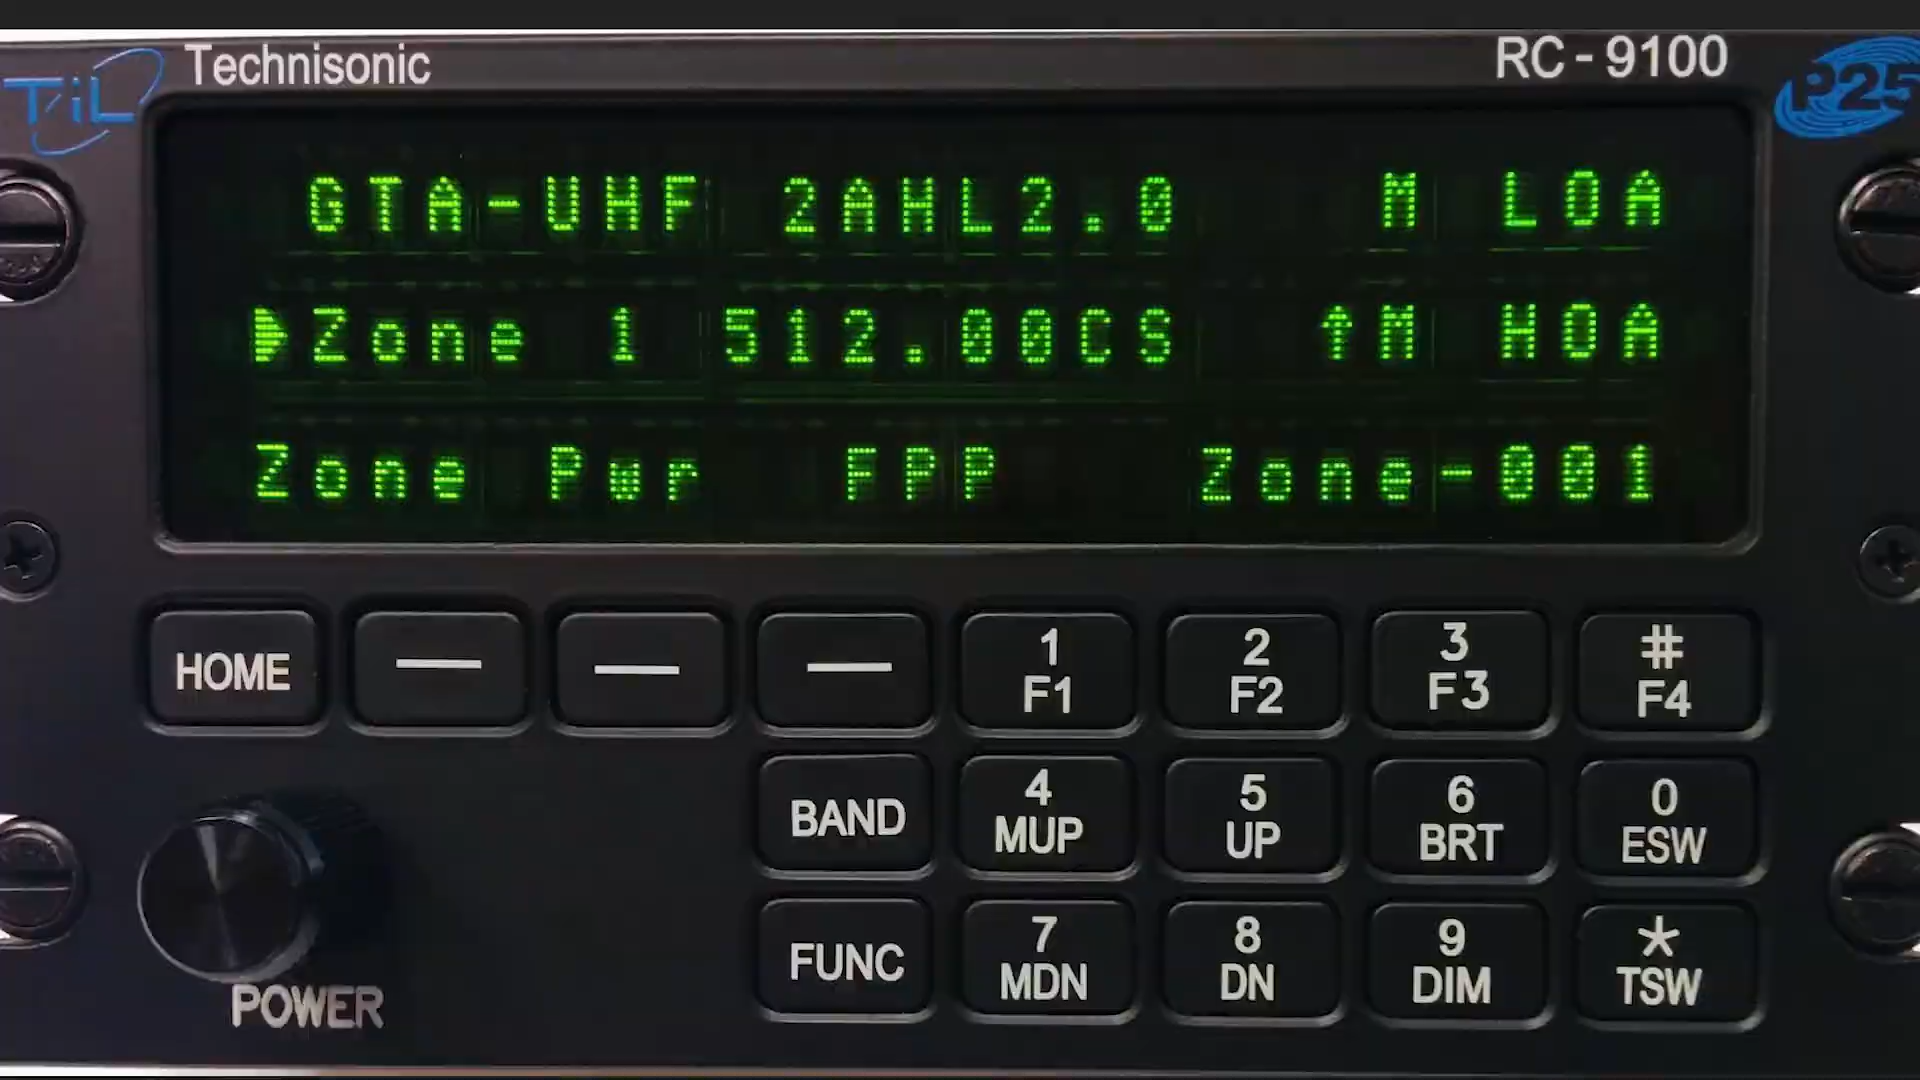 TiL Technisonic RC-9100 P25
GTA-UHF 2AHL2.0 M LOA
▶Zone 1 512.00CS ↑M HOA
Zone Pwr FPP Zone-001
HOME — — — 1 2 3 #
F1 F2 F3 F4
BAND 4 5 6 0
MUP UP BRT ESW
FUNC 7 8 9 *
MDN DN DIM TSW
POWER